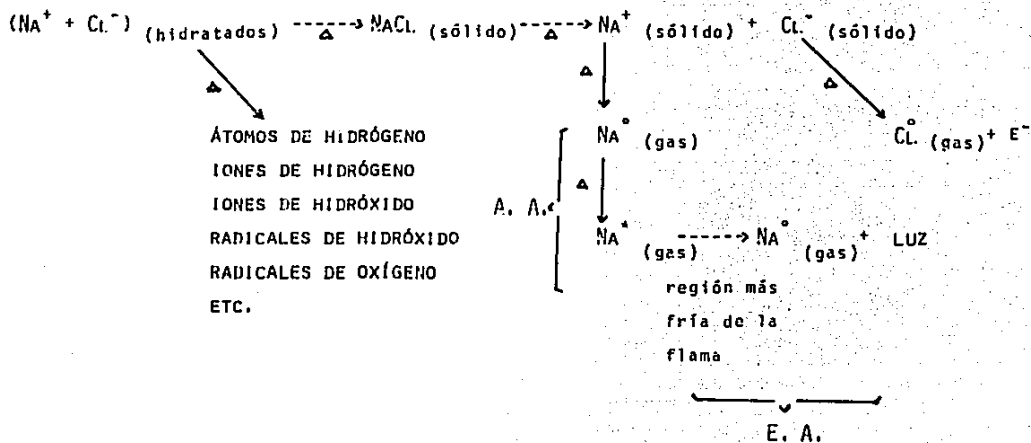 (NA⁺ + CL⁻) (hidratados) -----> NACL (sólido) -----> NA⁺ (sólido) + CL⁻ (sólido)
Δ Δ
Δ Δ Δ
ÁTOMOS DE HIDRÓGENO NA° (gas) CL° (gas) + E⁻
IONES DE HIDRÓGENO
Δ
IONES DE HIDRÓXIDO A. A.
RADICALES DE HIDRÓXIDO NA* (gas) -----> NA° (gas) + LUZ
RADICALES DE OXÍGENO
ETC.
región más
fría de la
flama
E. A.